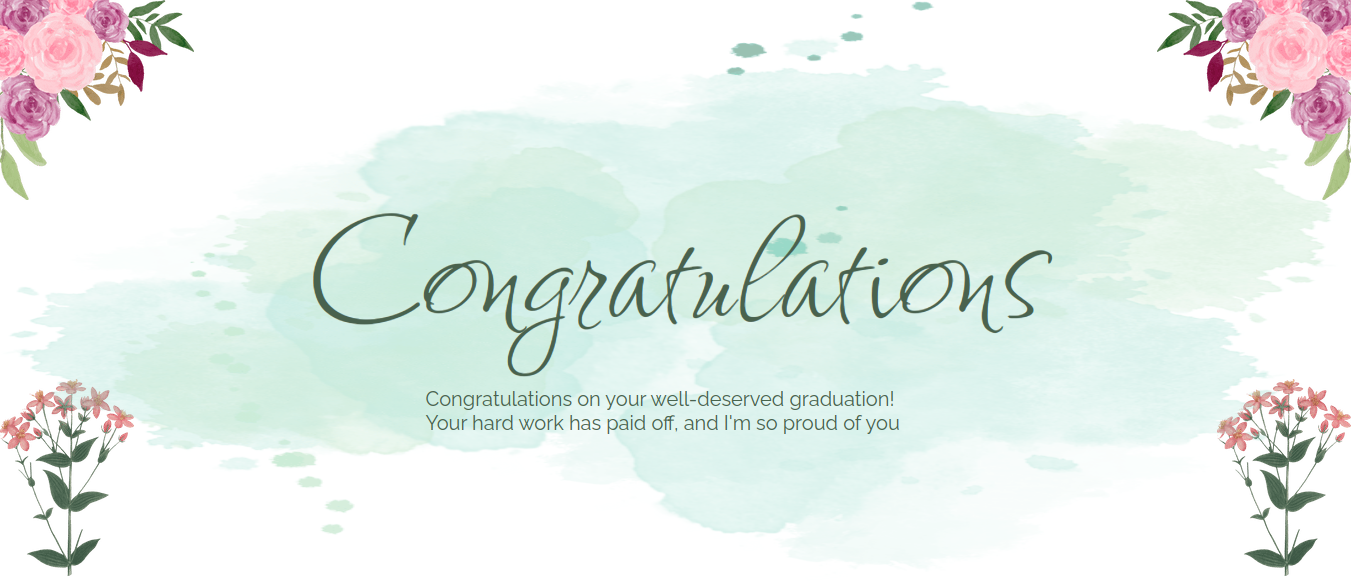 Congratulations
Congratulations on your well-deserved graduation!
Your hard work has paid off, and I'm so proud of you